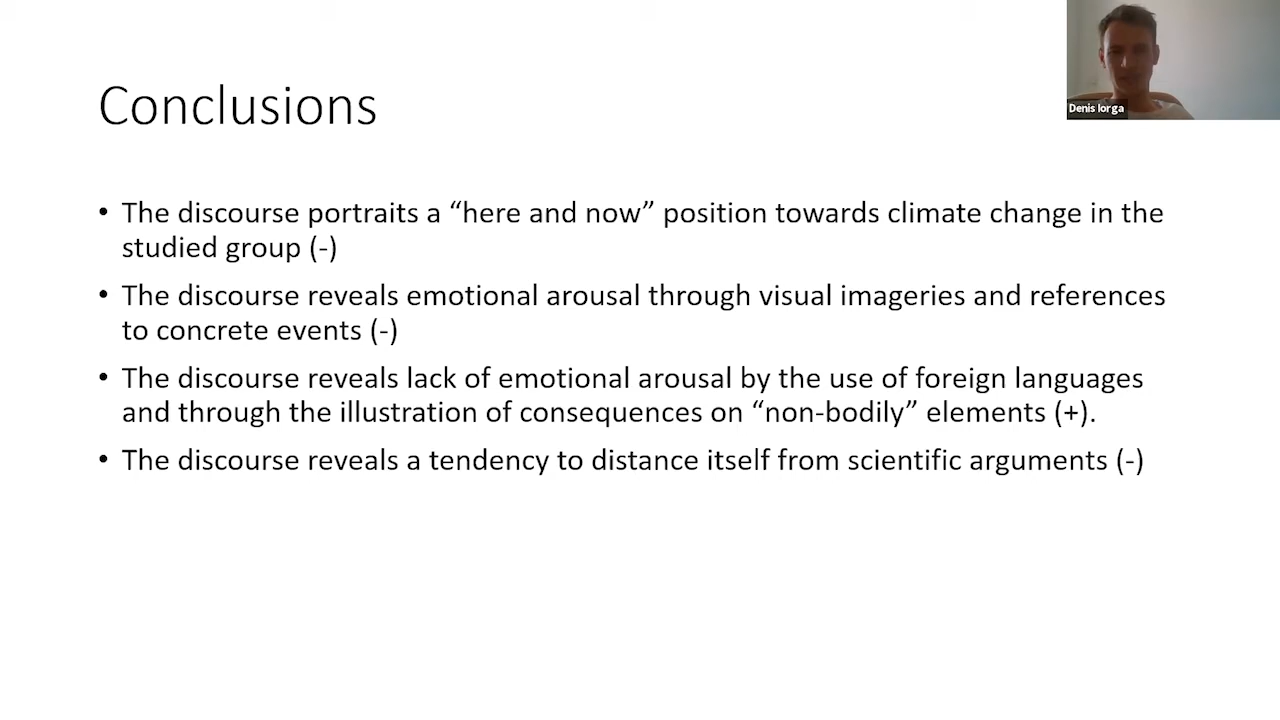 Conclusions
Denis Iorga
• The discourse portraits a “here and now” position towards climate change in the
studied group (-)
• The discourse reveals emotional arousal through visual imageries and references
to concrete events (-)
• The discourse reveals lack of emotional arousal by the use of foreign languages
and through the illustration of consequences on “non-bodily” elements (+).
• The discourse reveals a tendency to distance itself from scientific arguments (-)